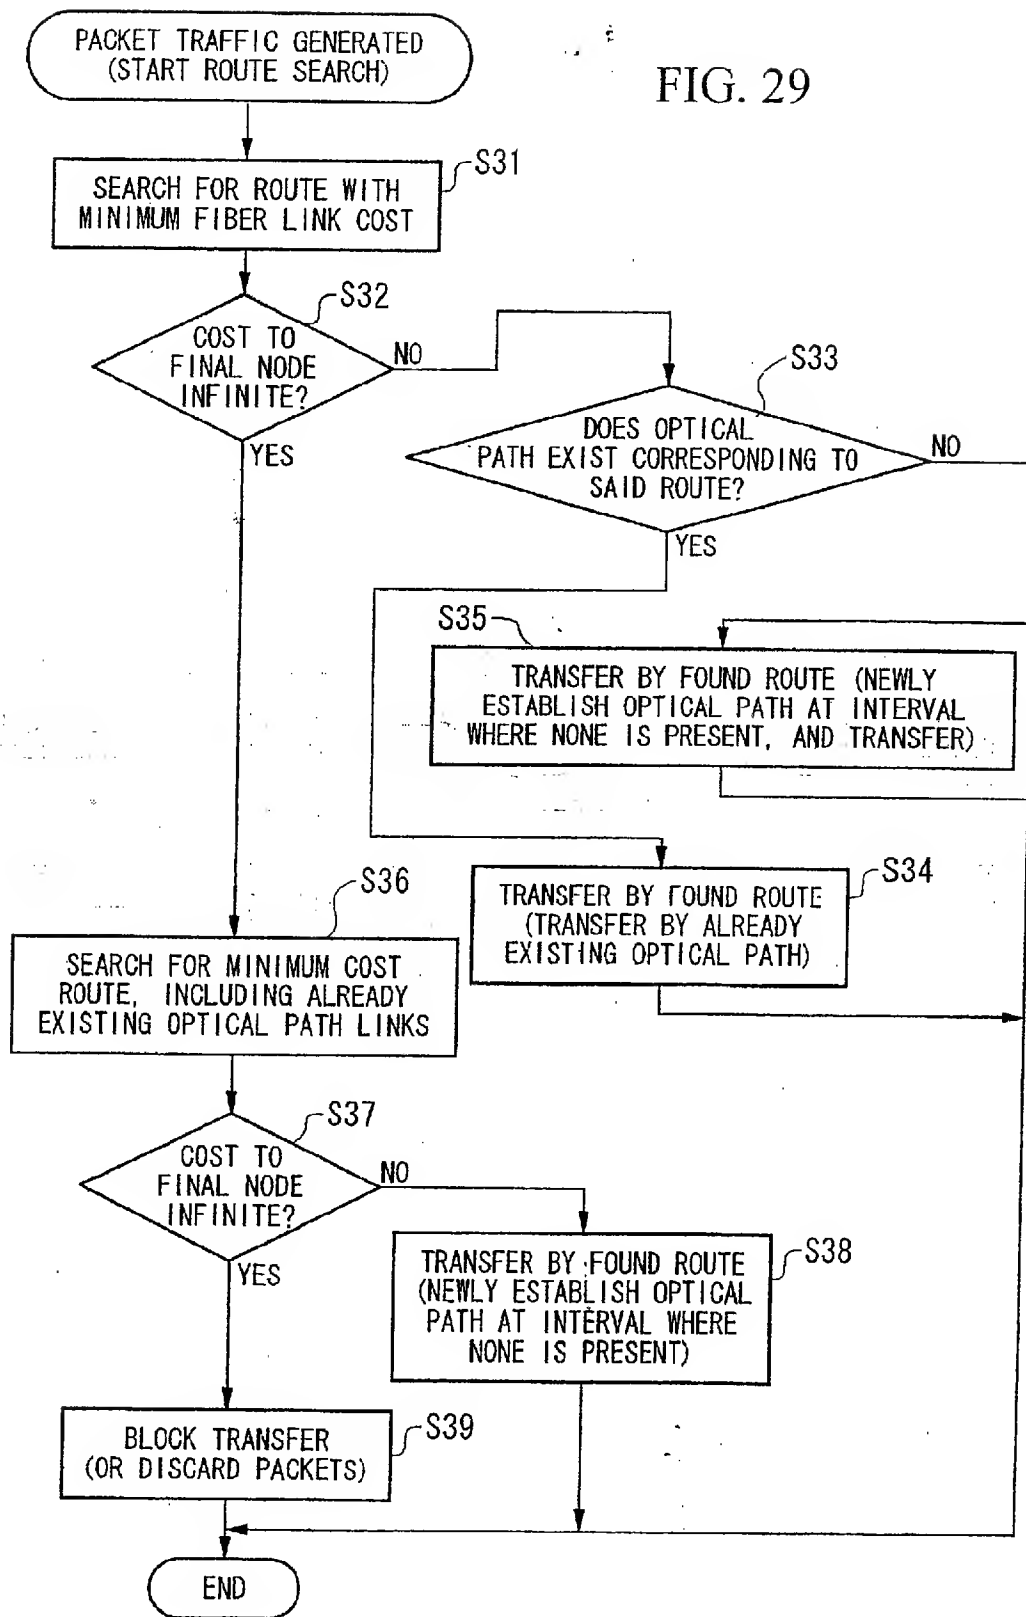 PACKET TRAFFIC GENERATED
(START ROUTE SEARCH)
FIG. 29
S31
SEARCH FOR ROUTE WITH
MINIMUM FIBER LINK COST
S32
COST TO
FINAL NODE
INFINITE?
NO
YES
S33
DOES OPTICAL
PATH EXIST CORRESPONDING TO
SAID ROUTE?
NO
YES
S35
TRANSFER BY FOUND ROUTE (NEWLY
ESTABLISH OPTICAL PATH AT INTERVAL
WHERE NONE IS PRESENT, AND TRANSFER)
S34
TRANSFER BY FOUND ROUTE
(TRANSFER BY ALREADY
EXISTING OPTICAL PATH)
S36
SEARCH FOR MINIMUM COST
ROUTE, INCLUDING ALREADY
EXISTING OPTICAL PATH LINKS
S37
COST TO
FINAL NODE
INFINITE?
NO
YES
S38
TRANSFER BY FOUND ROUTE
(NEWLY ESTABLISH OPTICAL
PATH AT INTERVAL WHERE
NONE IS PRESENT)
S39
BLOCK TRANSFER
(OR DISCARD PACKETS)
END